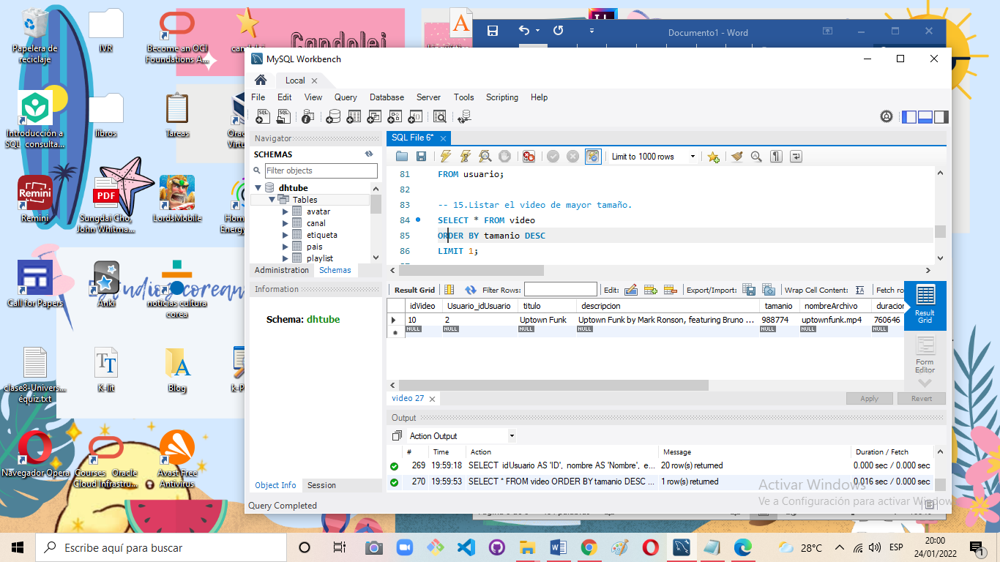 Papelera de
reciclaje
IVR
Become an OCI
Foundations A...
candolei
Candolei
Documento1 - Word
Introducción a
SQL_consulta...
libros
Tareas
Remini
Remini
PDF
Sungdai Cho,
John Whitma...
LordsMobile
Call for Papers
Anki
noticias cultura
corea
clase8-Univers...
équiz.txt
K-lit
Blog
Navegador Opera
Courses _ Oracle
Cloud Infrastru...
Avast Free
Antivirus
MySQL Workbench
Local
File Edit View Query Database Server Tools Scripting Help
Navigator
SCHEMAS
Filter objects
dhtube
Tables
avatar
canal
etiqueta
pais
playlist
Administration Schemas
Information
Schema: dhtube
Object Info Session
Query Completed
SQL File 6*
Limit to 1000 rows
81 FROM usuario;
82
83 -- 15.Listar el video de mayor tamaño.
84 SELECT * FROM video
85 ORDER BY tamanio DESC
86 LIMIT 1;
Result Grid Filter Rows: Edit: Export/Import: Wrap Cell Content: Fetch ro
idVideo Usuario_idUsuario titulo descripcion tamanio nombreArchivo duracion
10 2 Uptown Funk Uptown Funk by Mark Ronson, featuring Bruno ... 988774 uptownfunk.mp4 760646
NULL NULL NULL NULL NULL NULL NULL
Result
Grid
Form
Editor
video 27
Apply Revert
Output
Action Output
# Time Action Message Duration / Fetch
269 19:59:18 SELECT idUsuario AS 'ID', nombre AS 'Nombre', e... 20 row(s) returned 0.000 sec / 0.000 sec
270 19:59:53 SELECT * FROM video ORDER BY tamanio DESC ... 1 row(s) returned 0.016 sec / 0.000 sec
Activar Windows
Ve a Configuración para activar Window
Escribe aquí para buscar
28°C
ESP
20:00
24/01/2022
1